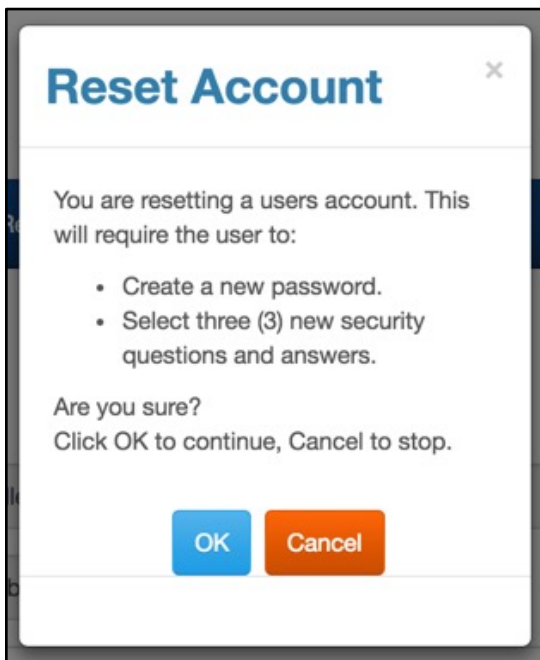 Reset Account
×
You are resetting a users account. This
will require the user to:
• Create a new password.
• Select three (3) new security
questions and answers.
Are you sure?
Click OK to continue, Cancel to stop.
OK Cancel